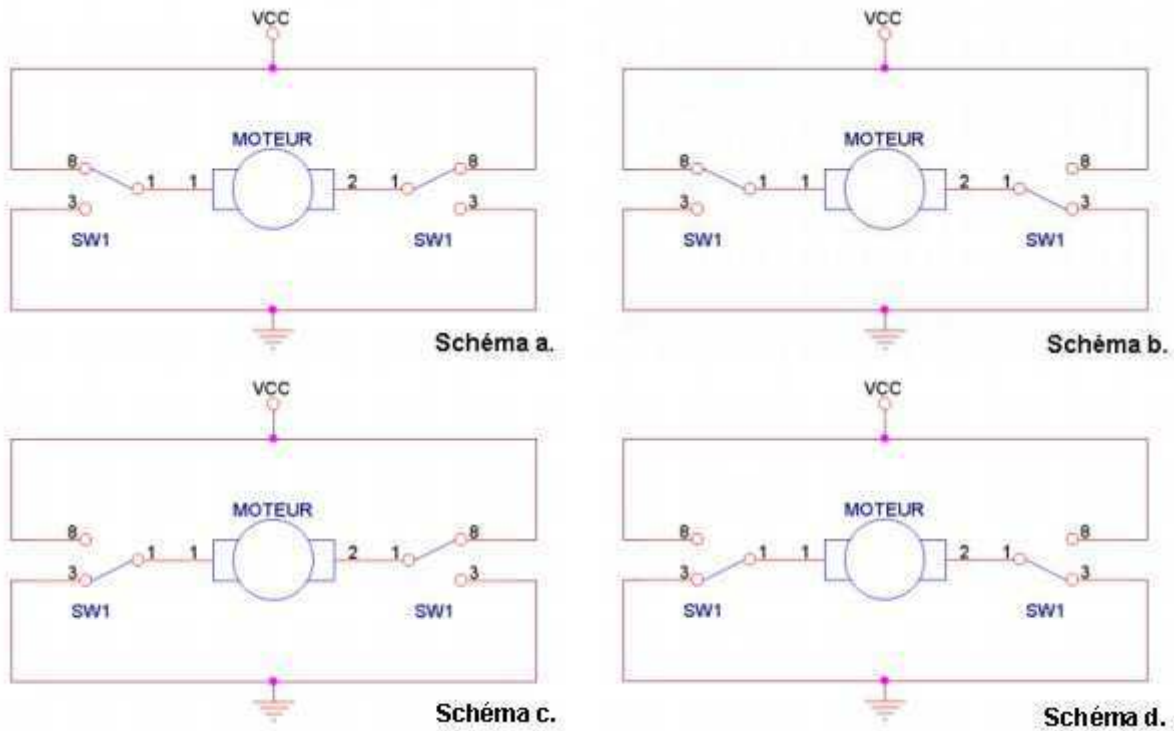 VCC
MOTEUR
8 1 1 2 1 8
3 3
SW1 SW1
Schéma a.
VCC
MOTEUR
8 1 1 2 1 8
3 3
SW1 SW1
Schéma b.
VCC
MOTEUR
8 1 1 2 1 8
3 3
SW1 SW1
Schéma c.
VCC
MOTEUR
8 1 1 2 1 8
3 3
SW1 SW1
Schéma d.